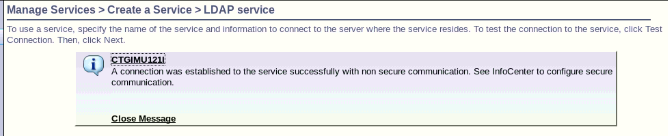 Manage Services > Create a Service > LDAP service
To use a service, specify the name of the service and information to connect to the server where the service resides. To test the connection to the service, click Test
Connection. Then, click Next.
CTGIMU121I
A connection was established to the service successfully with non secure communication. See InfoCenter to configure secure
communication.
Close Message